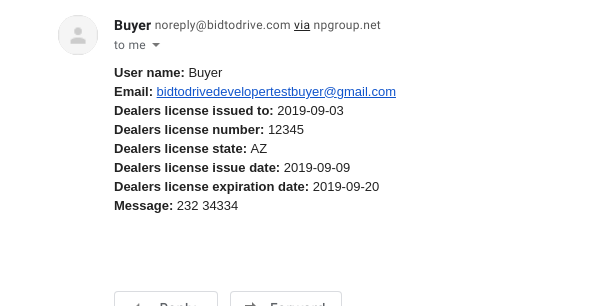 Buyer noreply@bidtodrive.com via npgroup.net
to me
User name: Buyer
Email: bidtodrivedevelopertestbuyer@gmail.com
Dealers license issued to: 2019-09-03
Dealers license number: 12345
Dealers license state: AZ
Dealers license issue date: 2019-09-09
Dealers license expiration date: 2019-09-20
Message: 232 34334
Reply Forward